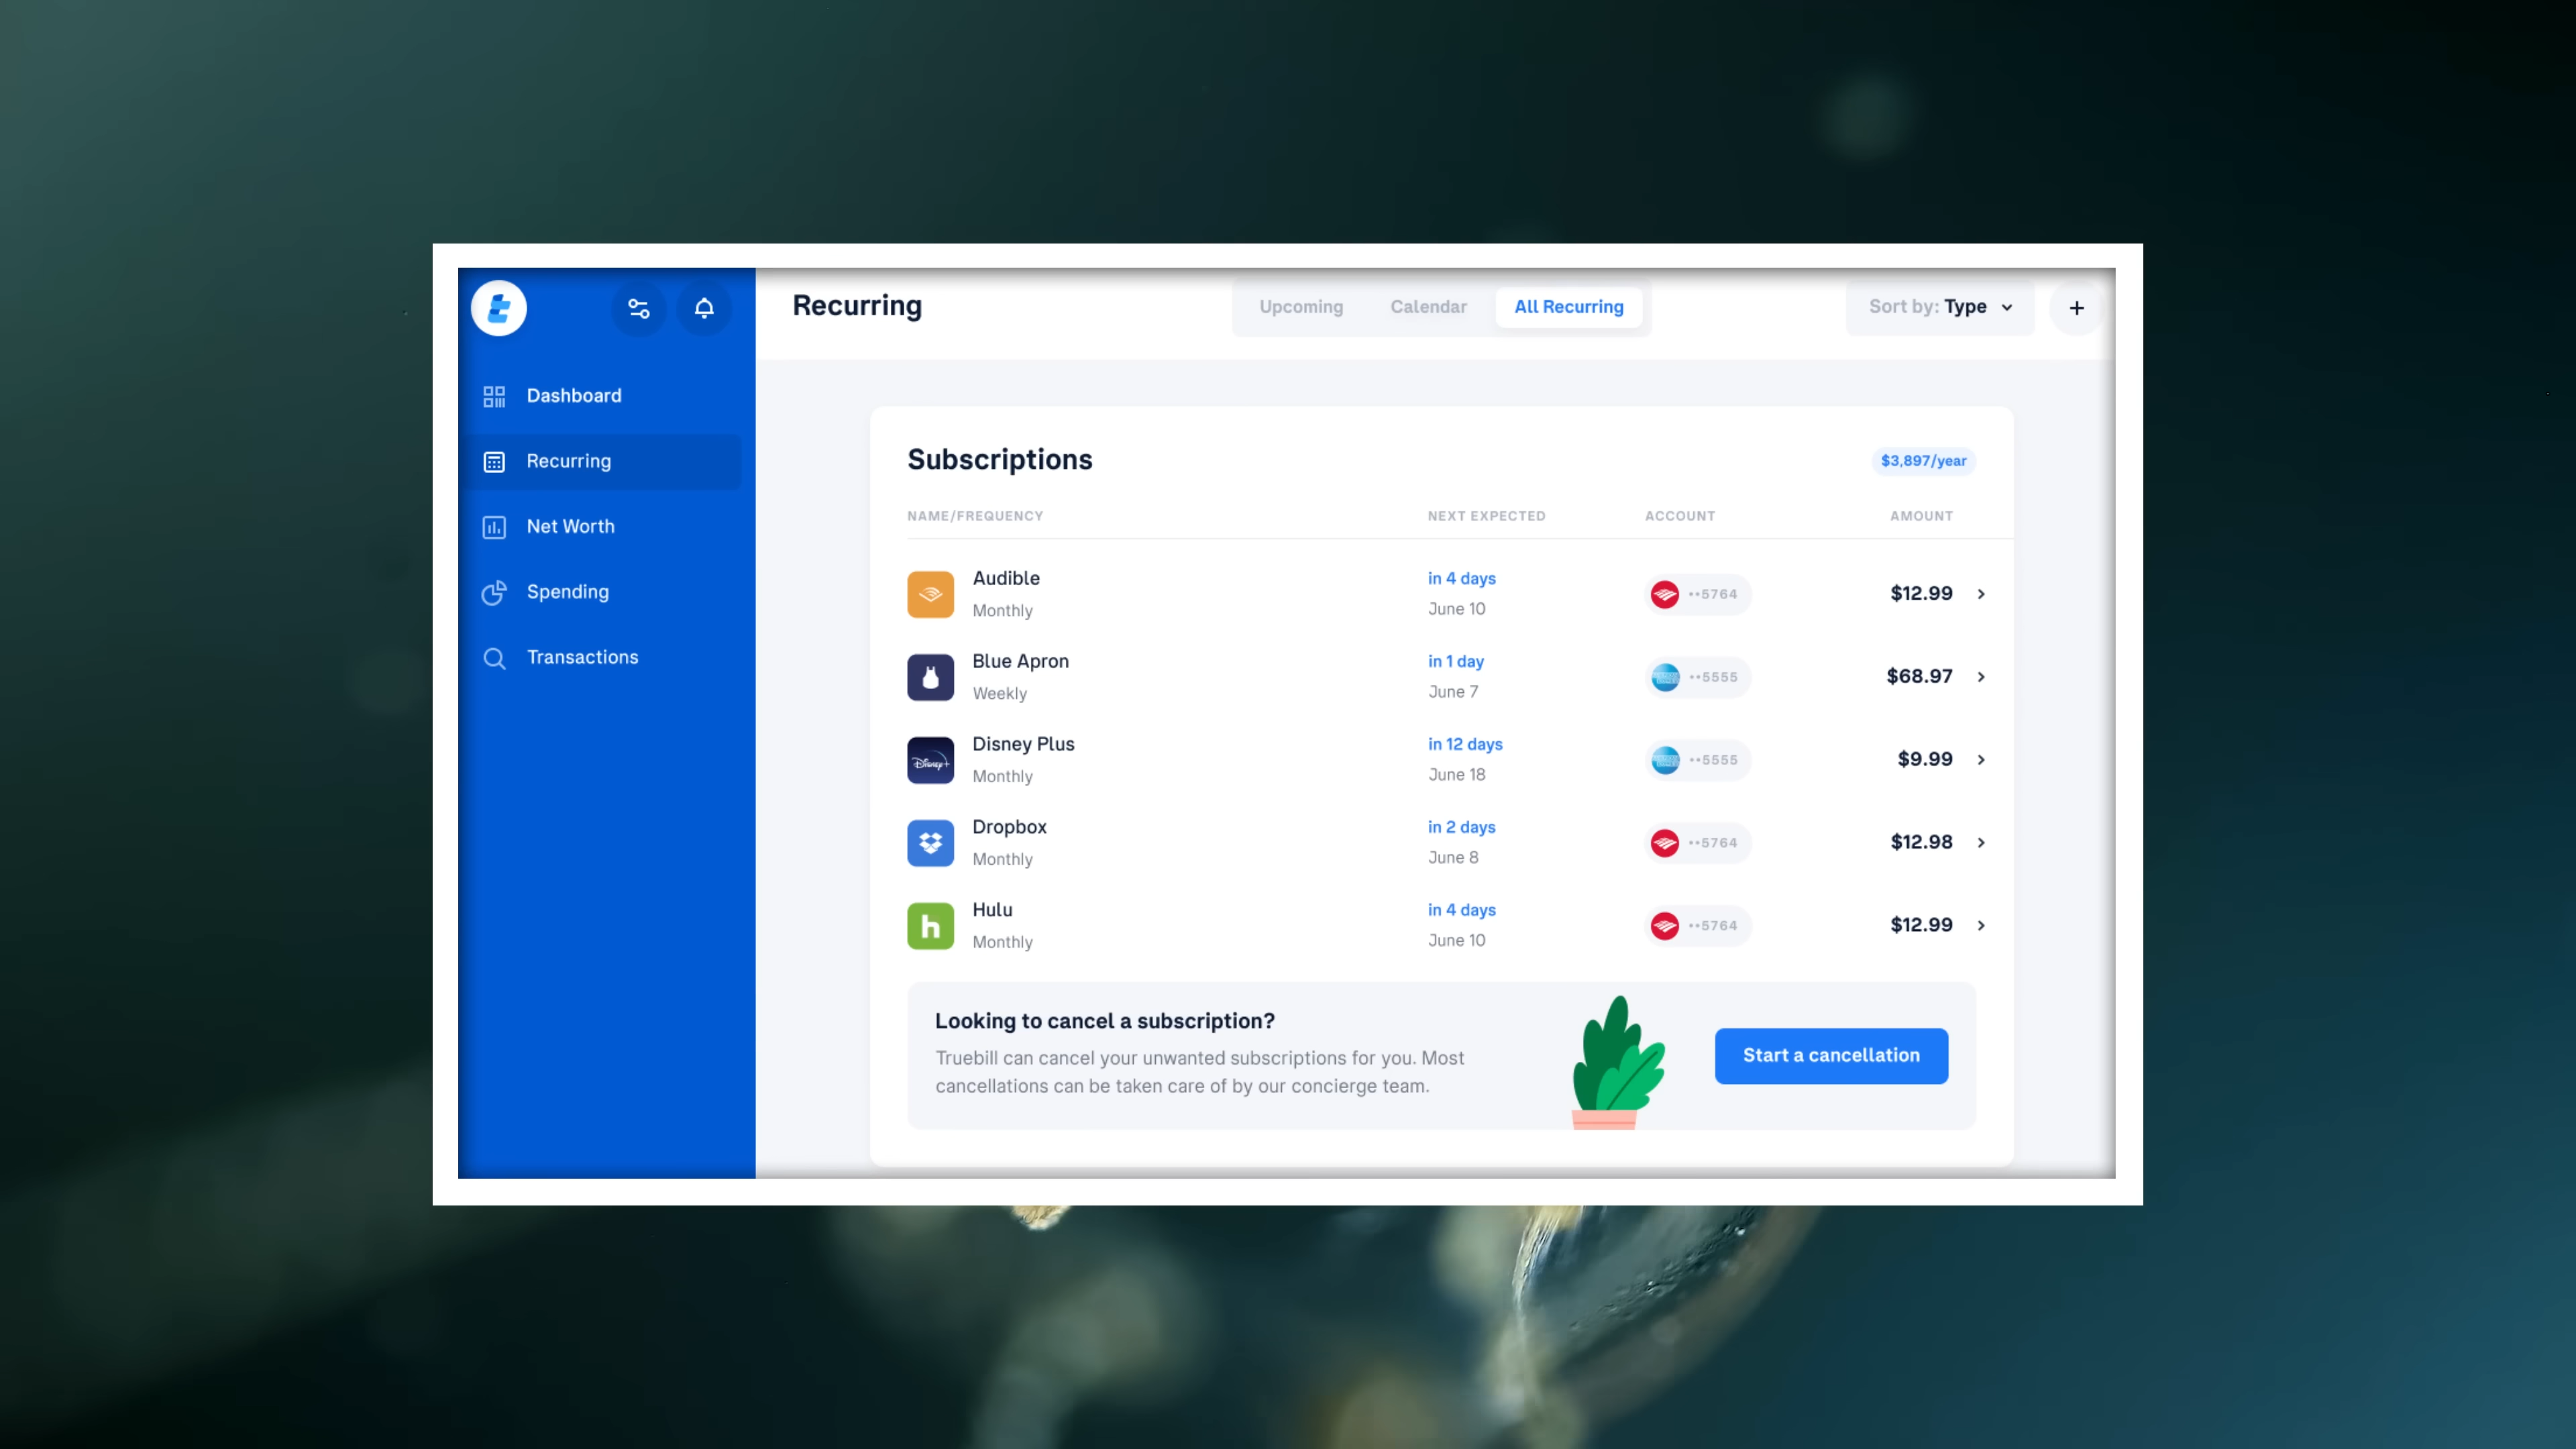 Recurring
Upcoming
Calendar
All Recurring
Sort by: Type
+
Dashboard
Recurring
Net Worth
Spending
Transactions
Subscriptions
$3,897/year
NAME/FREQUENCY
NEXT EXPECTED
ACCOUNT
AMOUNT
Audible
Monthly
in 4 days
June 10
••5764
$12.99
Blue Apron
Weekly
in 1 day
June 7
••5555
$68.97
Disney+
Disney Plus
Monthly
in 12 days
June 18
••5555
$9.99
Dropbox
Monthly
in 2 days
June 8
••5764
$12.98
h
Hulu
Monthly
in 4 days
June 10
••5764
$12.99
Looking to cancel a subscription?
Truebill can cancel your unwanted subscriptions for you. Most
cancellations can be taken care of by our concierge team.
Start a cancellation